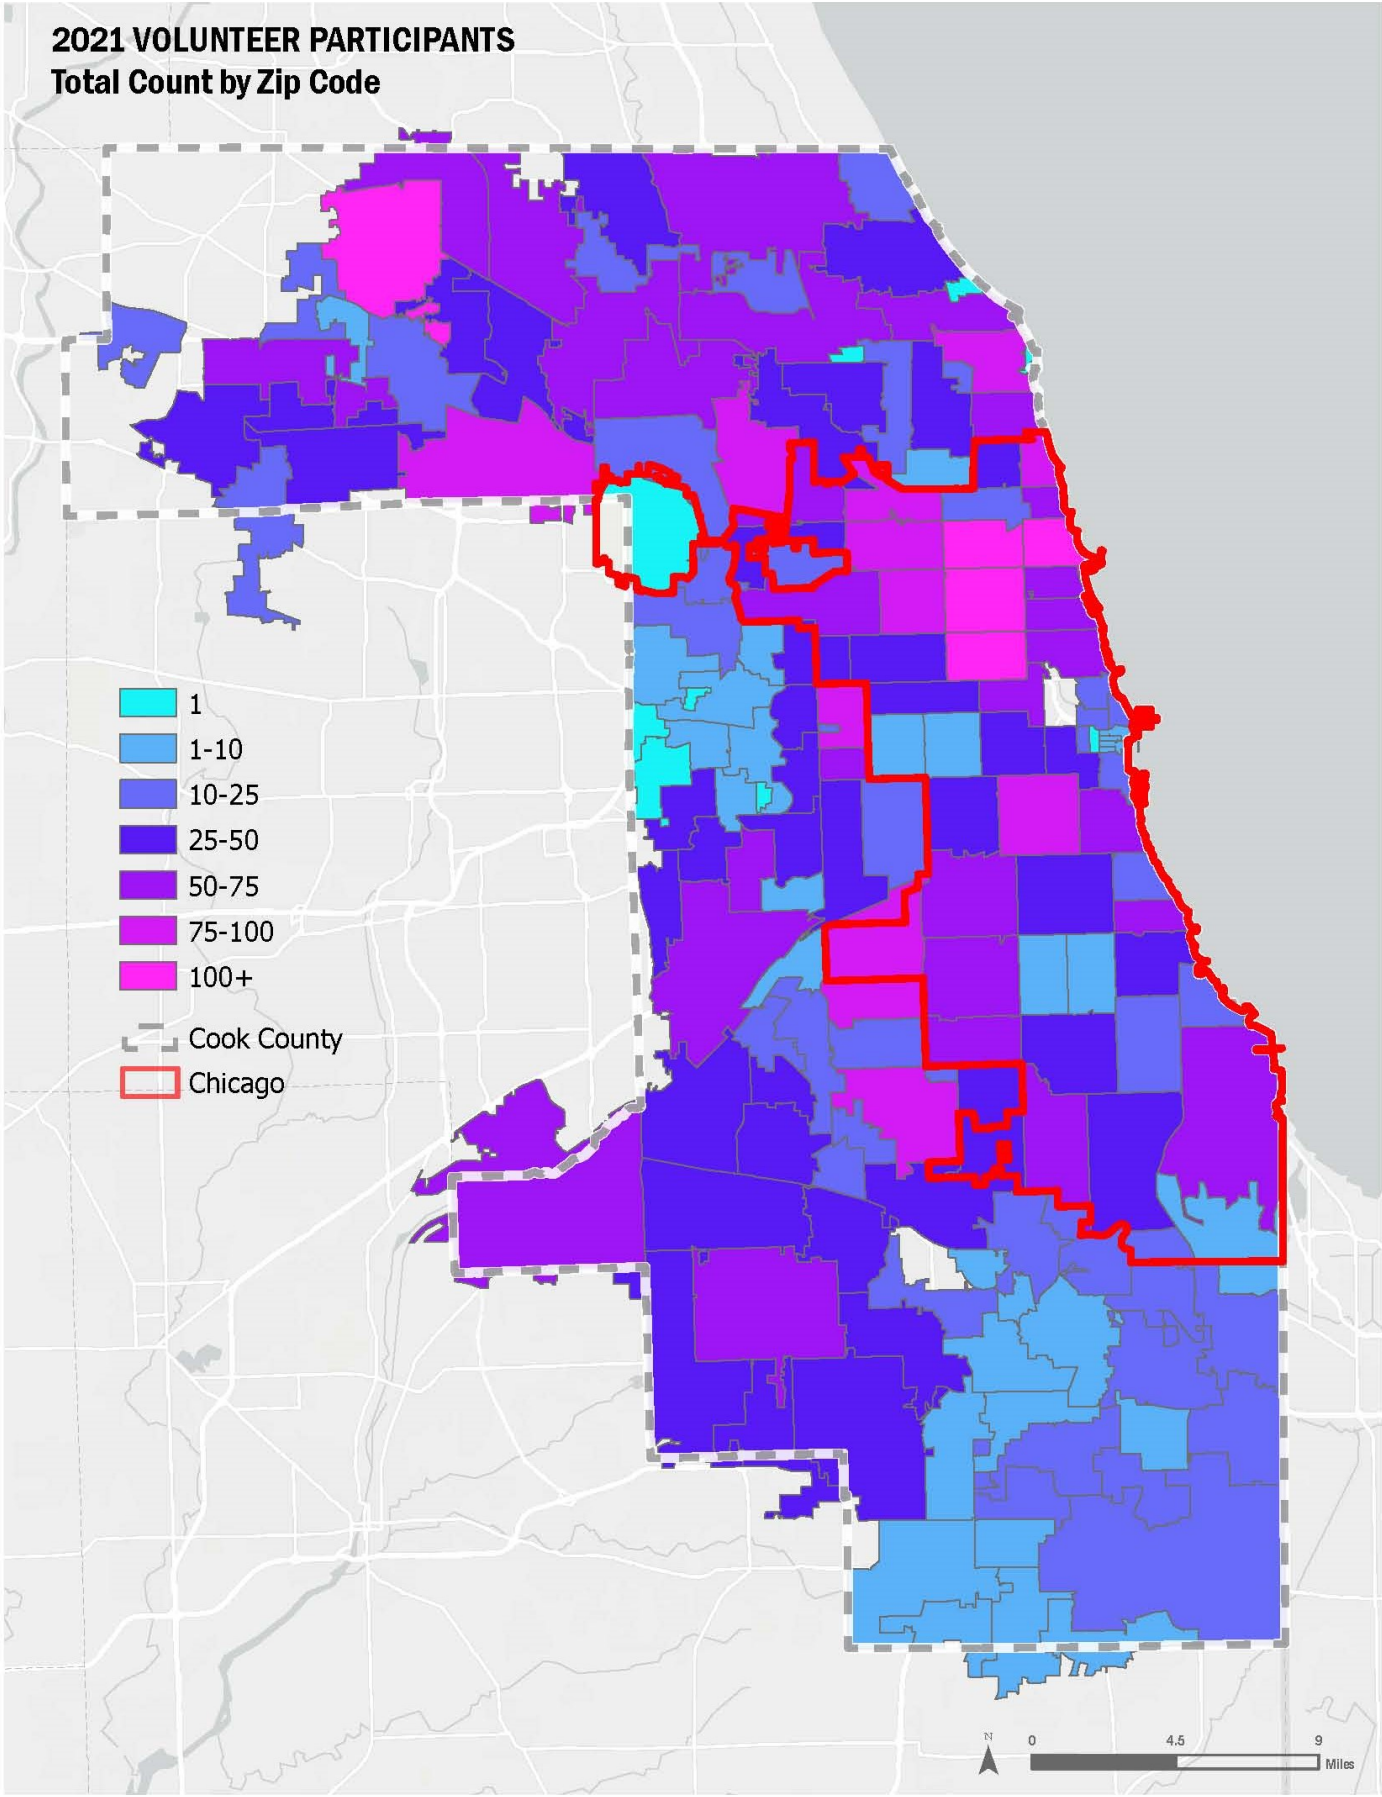 2021 VOLUNTEER PARTICIPANTS
Total Count by Zip Code
1
1-10
10-25
25-50
50-75
75-100
100+
Cook County
Chicago
N
0 4.5 9
Miles